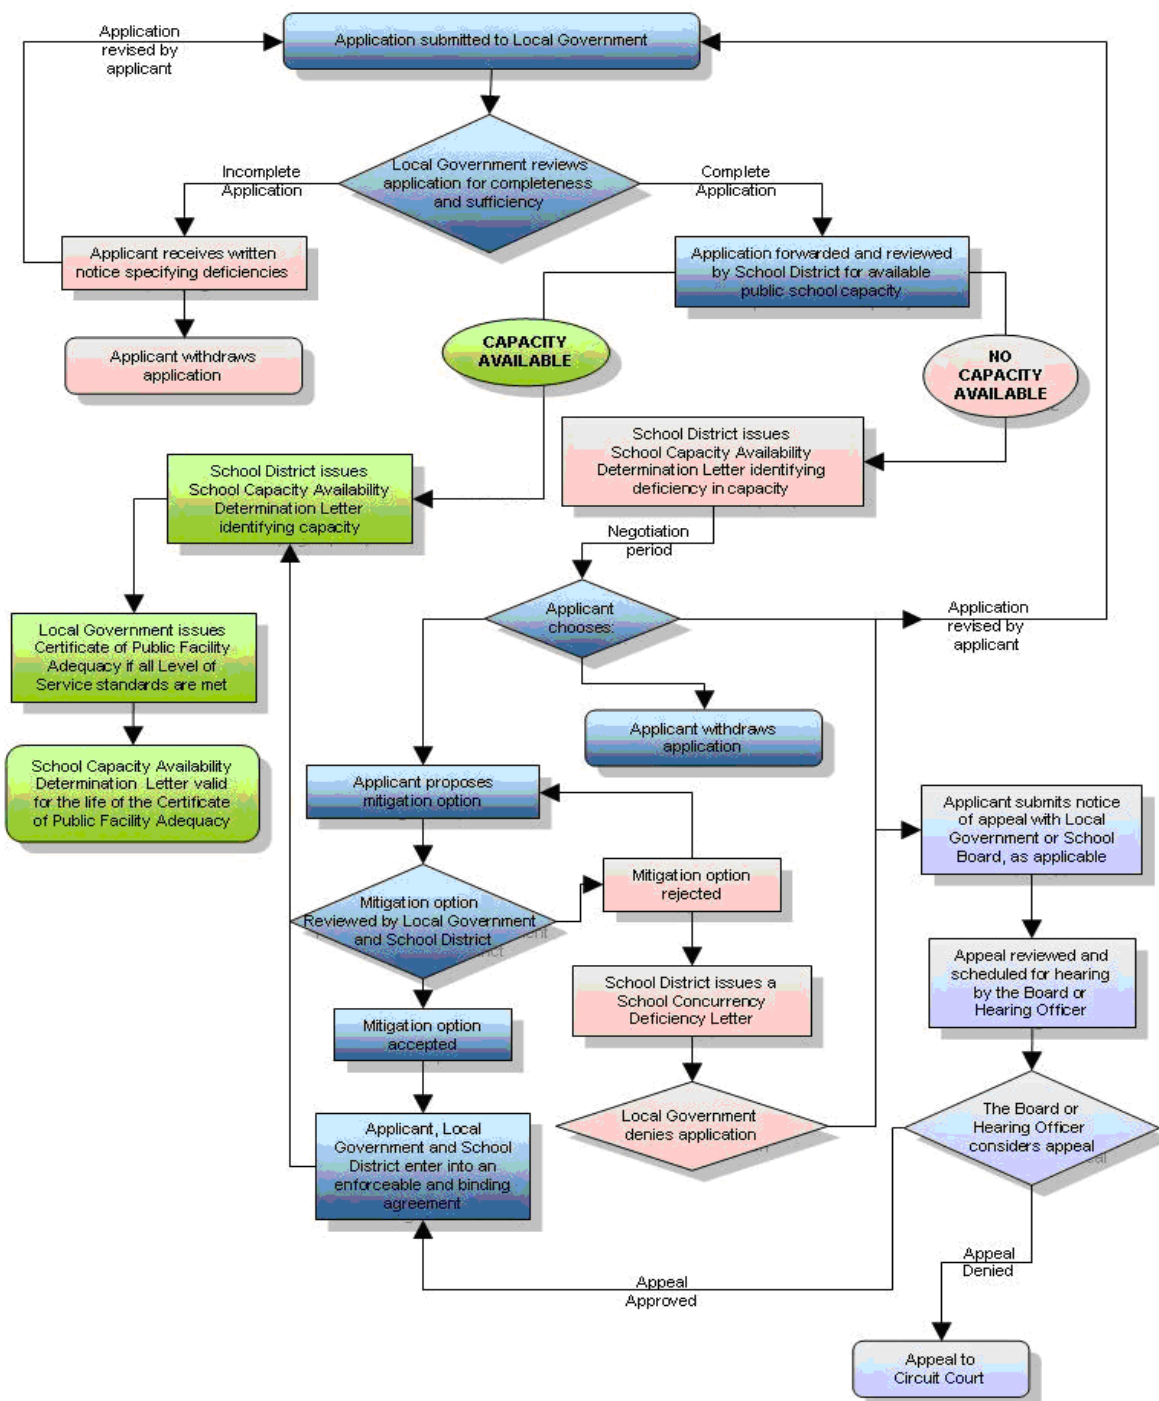 Application
revised by
applicant
Application submitted to Local Government
Local Government reviews
application for completeness
and sufficiency
Incomplete
Application
Complete
Application
Applicant receives written
notice specifying deficiencies
Application forwarded and reviewed
by School District for available
public school capacity
Applicant withdraws
application
CAPACITY
AVAILABLE
NO
CAPACITY
AVAILABLE
School District issues
School Capacity Availability
Determination Letter identifying
deficiency in capacity
School District issues
School Capacity Availability
Determination Letter
identifying capacity
Negotiation
period
Applicant
chooses:
Application
revised by
applicant
Local Government issues
Certificate of Public Facility
Adequacy if all Level of
Service standards are met
Applicant withdraws
application
School Capacity Availability
Determination Letter valid
for the life of the Certificate
of Public Facility Adequacy
Applicant proposes
mitigation option
Applicant submits notice
of appeal with Local
Government or School
Board, as applicable
Mitigation option
Reviewed by Local Government
and School District
Mitigation option
rejected
Appeal reviewed and
scheduled for hearing
by the Board or
Hearing Officer
School District issues a
School Concurrency
Deficiency Letter
Mitigation option
accepted
Local Government
denies application
The Board or
Hearing Officer
considers appeal
Applicant, Local
Government and School
District enter into an
enforceable and binding
agreement
Appeal
Denied
Appeal
Approved
Appeal to
Circuit Court